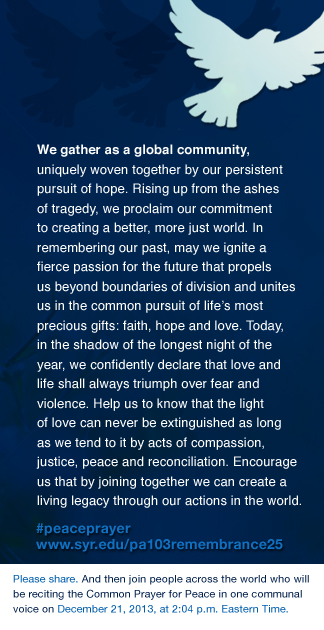 We gather as a global community,
uniquely woven together by our persistent
pursuit of hope. Rising up from the ashes
of tragedy, we proclaim our commitment
to creating a better, more just world. In
remembering our past, may we ignite a
fierce passion for the future that propels
us beyond boundaries of division and unites
us in the common pursuit of life's most
precious gifts: faith, hope and love. Today,
in the shadow of the longest night of the
year, we confidently declare that love and
life shall always triumph over fear and
violence. Help us to know that the light
of love can never be extinguished as long
as we tend to it by acts of compassion,
justice, peace and reconciliation. Encourage
us that by joining together we can create a
living legacy through our actions in the world.
#peaceprayer
www.syr.edu/pa103remembrance25
Please share. And then join people across the world who will
be reciting the Common Prayer for Peace in one communal
voice on December 21, 2013, at 2:04 p.m. Eastern Time.